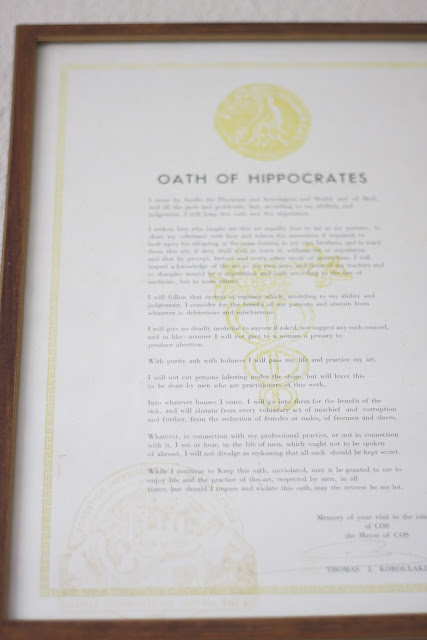 OATH OF HIPPOCRATES
I swear by Apollo the Physician and Aesculapius and Health and all Heal,
and all the gods and goddesses, that, according to my ability and
judgement, I will keep this oath and this stipulation.
I reckon him who taught me this art equally dear to me as my parents, to
share my substance with him and relieve his necessities if required, to
look upon his offspring in the same footing as my own brothers, and to teach
them this art, if they shall wish to learn it, without fee or stipulation
and that by precept, lecture and every other mode of instruction, I will
impart a knowledge of the art to my own sons, and those of my teachers and
to disciples bound by a stipulation and oath according to the law of
medicine, but to none others
I will follow that system of regimen which, according to my ability and
judgement, I consider for the benefit of my patients and abstain from
whatever is deleterious and mischievous
I will give no deadly medicine to anyone if asked, nor suggest any such counsel,
and in like manner I will not give to a woman a pessary to
produce abortion.
With purity and with holiness I will pass my life and practice my art.
I will not cut persons laboring under the stone, but will leave this
to be done by men who are practitioners of this work.
Into whatever houses I enter, I will go into them for the benefit of the
sick, and will abstain from every voluntary act of mischief and corruption
and further, from the seduction of females or males, of freemen and slaves.
Whatever, in connection with my professional practice, or not in connection
with it, I see or hear, in the life of men, which ought not to be spoken
of abroad, I will not divulge as reckoning that all such should be kept secret.
While I continue to Keep this oath, unviolated, may it be granted to me to
enjoy life and the practice of this art, respected by men, in all
times, but should I trepass and violate this oath, may the reverse be my lot.
Memory of your visit to the
of COS
the Mayor of COS
THOMAS J.